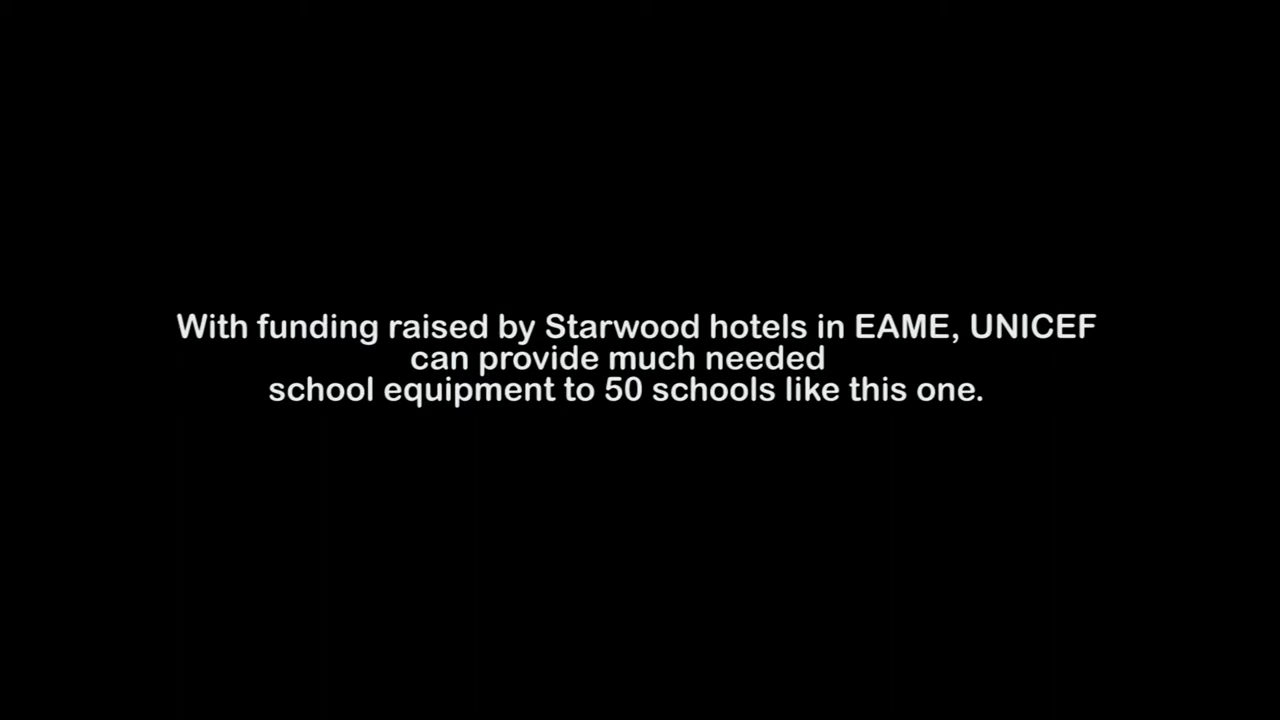 With funding raised by Starwood hotels in EAME, UNICEF
can provide much needed
school equipment to 50 schools like this one.